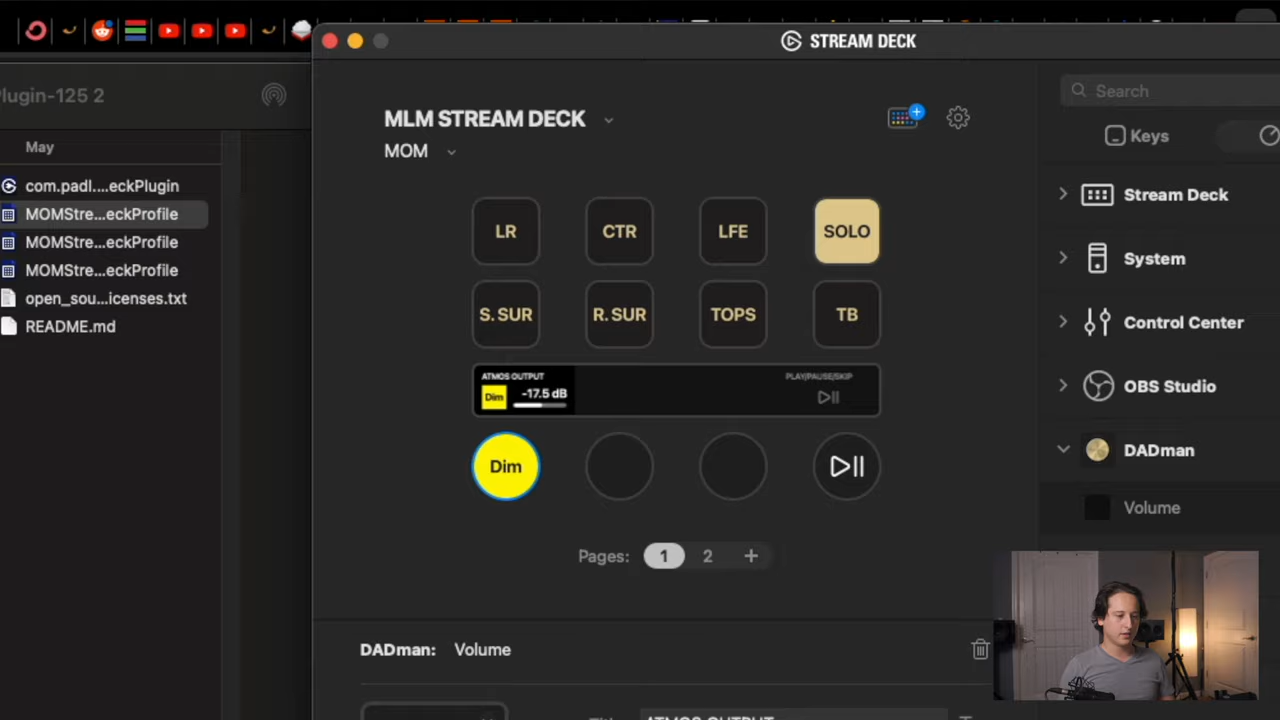 STREAM DECK
lugin-125 2
May
com.padl....eckPlugin
MOMStre...eckProfile
MOMStre...eckProfile
MOMStre...eckProfile
open_sou...icenses.txt
README.md
MLM STREAM DECK
MOM
LR
CTR
LFE
SOLO
S. SUR
R. SUR
TOPS
TB
ATMOS OUTPUT
Dim
-17.5 dB
PLAY/PAUSE/SKIP
Dim
Pages:
1
2
+
DADman:
Volume
Title
ATMOS OUTPUT
T
Search
Keys
Stream Deck
System
Control Center
OBS Studio
DADman
Volume